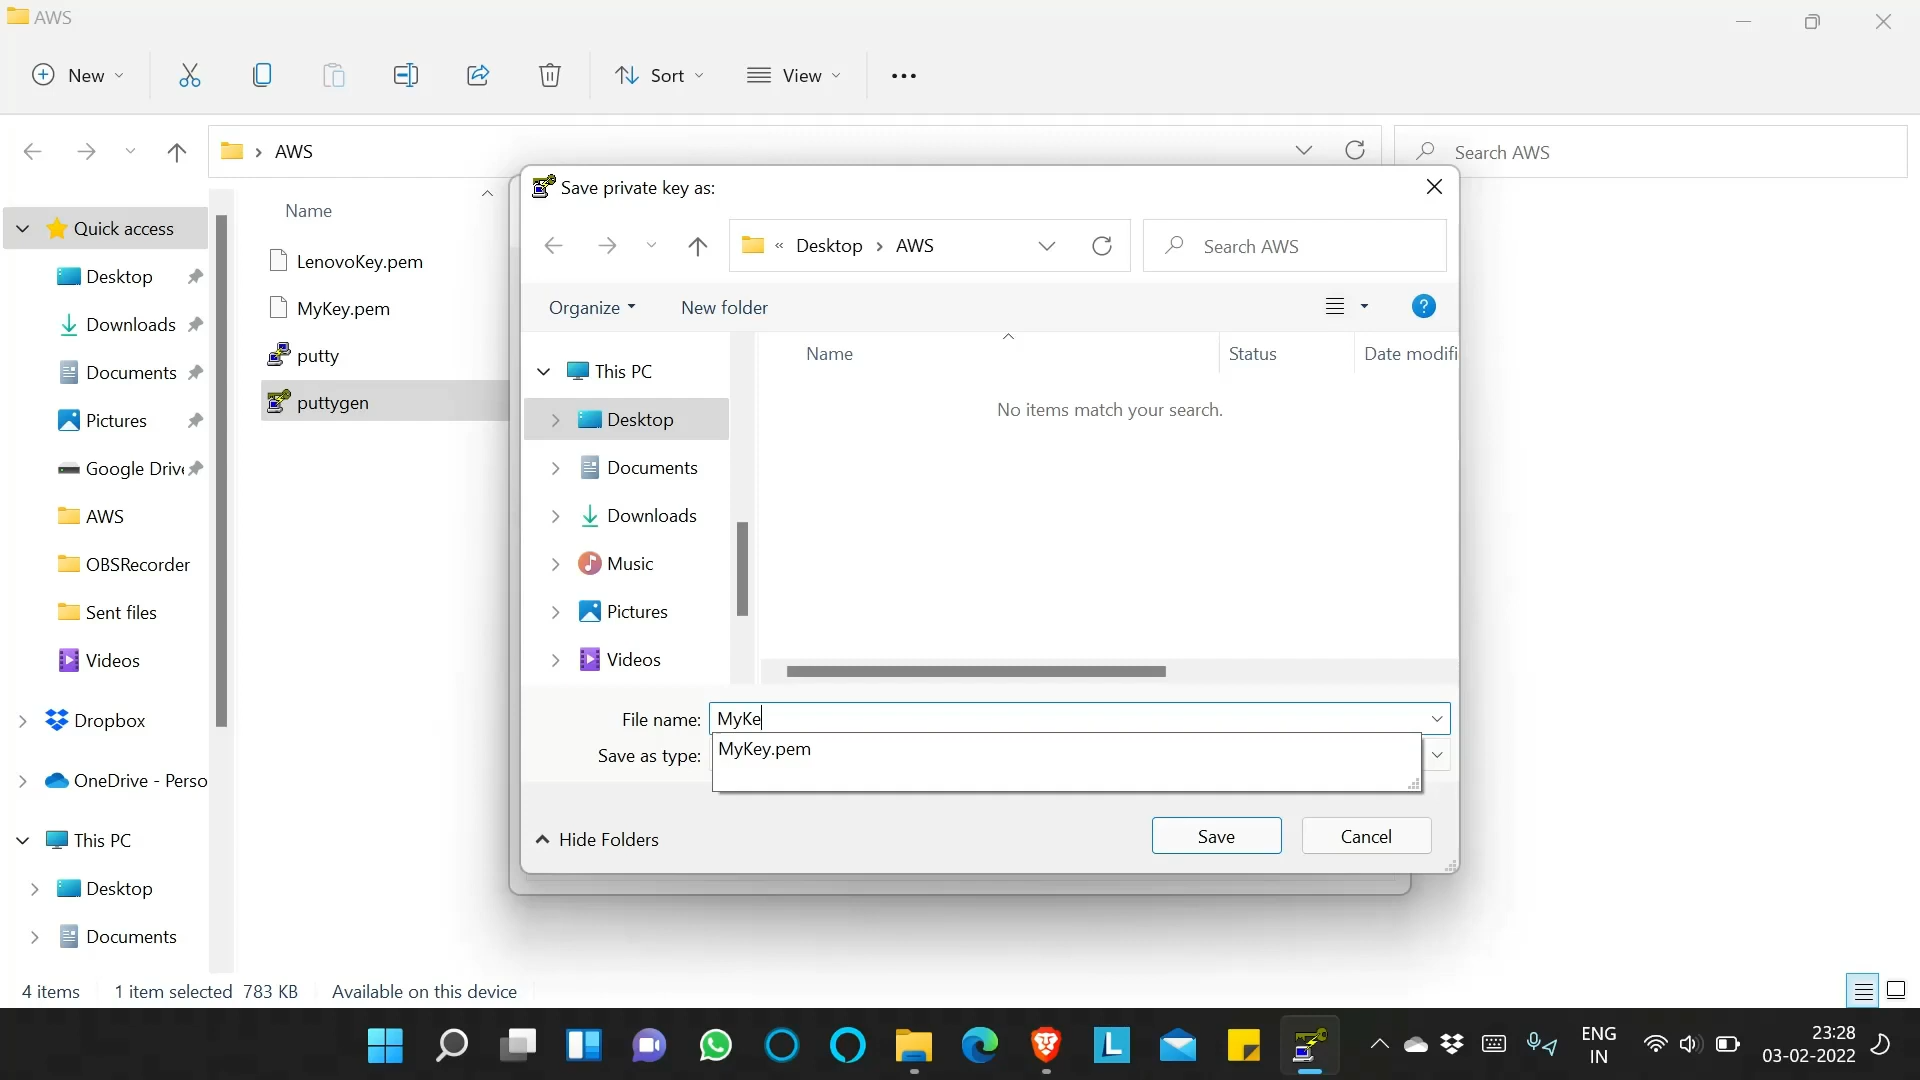 AWS
New
Sort
View
AWS
Search AWS
Name
Quick access
Desktop
Downloads
Documents
Pictures
Google Drive
AWS
OBSRecorder
Sent files
Videos
Dropbox
OneDrive - Perso
This PC
Desktop
Documents
LenovoKey.pem
MyKey.pem
putty
puttygen
Save private key as:
« Desktop > AWS
Search AWS
Organize
New folder
?
Name
Status
Date modifi
No items match your search.
This PC
Desktop
Documents
Downloads
Music
Pictures
Videos
File name: MyKe
MyKey.pem
Save as type:
Hide Folders
Save
Cancel
4 items
1 item selected 783 KB
Available on this device
L
ENG
IN
23:28
03-02-2022